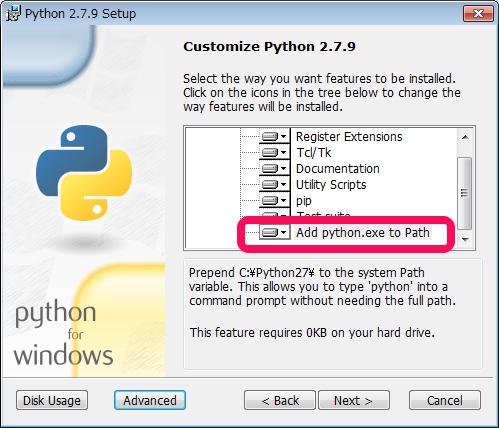 Python 2.7.9 Setup
Customize Python 2.7.9
Select the way you want features to be installed.
Click on the icons in the tree below to change the
way features will be installed.
Register Extensions
Tcl/Tk
Documentation
Utility Scripts
pip
Test suite
Add python.exe to Path
Prepend C:¥Python27¥ to the system Path
variable. This allows you to type 'python' into a
command prompt without needing the full path.
This feature requires 0KB on your hard drive.
python
for
windows
Disk Usage
Advanced
< Back
Next >
Cancel